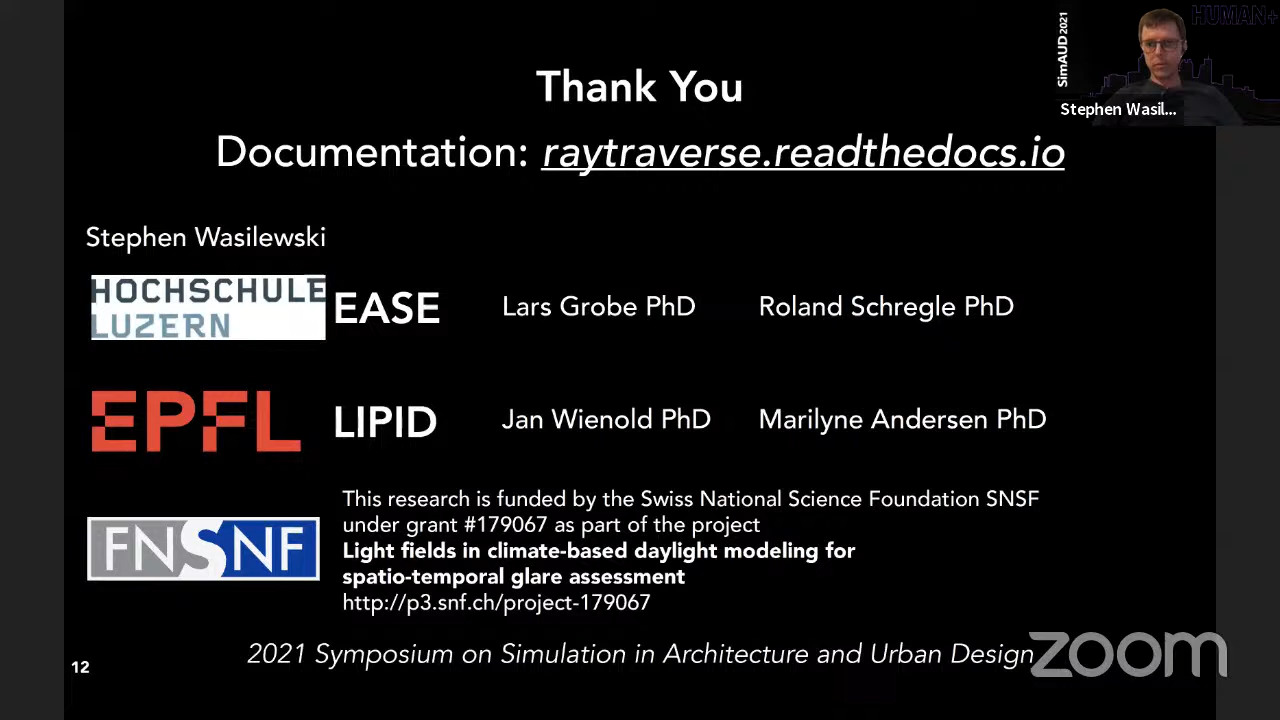 HUMAN+
SimAUD2021
Stephen Wasil...
Thank You
Documentation: raytraverse.readthedocs.io
Stephen Wasilewski
HOCHSCHULE
LUZERN
EASE
Lars Grobe PhD
Roland Schregle PhD
EPFL
LIPID
Jan Wienold PhD
Marilyne Andersen PhD
FNSNF
This research is funded by the Swiss National Science Foundation SNSF
under grant #179067 as part of the project
Light fields in climate-based daylight modeling for
spatio-temporal glare assessment
http://p3.snf.ch/project-179067
2021 Symposium on Simulation in Architecture and Urban Design
12
zoom